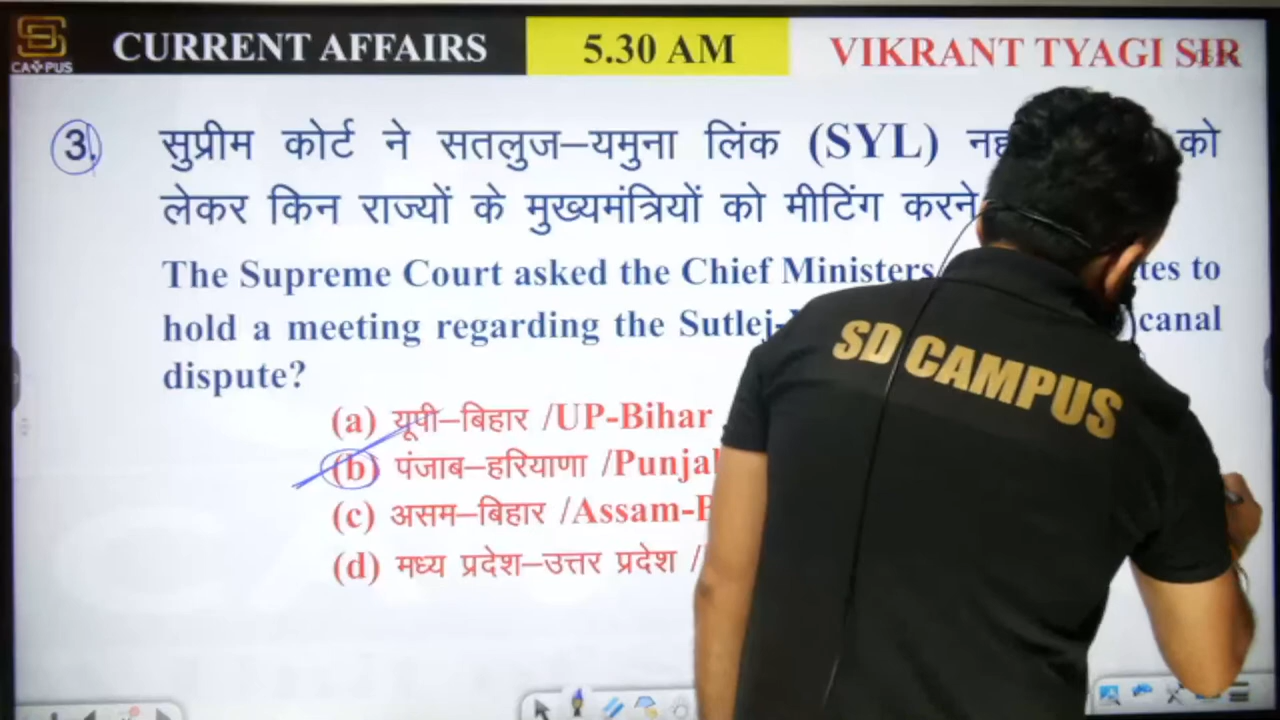 CAMPUS
CURRENT AFFAIRS
5.30 AM
VIKRANT TYAGI SIR
3.
सुप्रीम कोर्ट ने सतलुज–यमुना लिंक (SYL) को
लेकर किन राज्यों के मुख्यमंत्रियों को मीटिंग करने
The Supreme Court asked the Chief Ministers to
hold a meeting regarding the Sutlej- canal
dispute?
(a) यूपी–बिहार /UP-Bihar
(b) पंजाब–हरियाणा
(c) असम–बिहार /Assam-
(d) मध्य प्रदेश–उत्तर प्रदेश /
SD CAMPUS